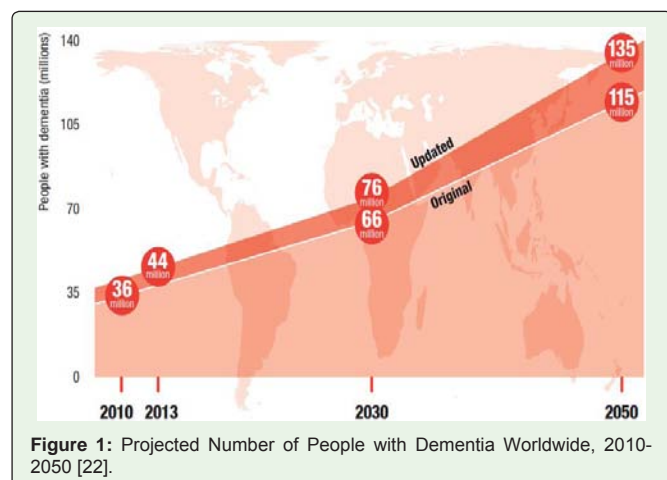 People with dementia (millions)
140
105
70
35
0
36
million
44
million
76
million
66
million
135
million
115
million
Updated
Original
2010 2013 2030 2050
Figure 1: Projected Number of People with Dementia Worldwide, 2010-
2050 [22].